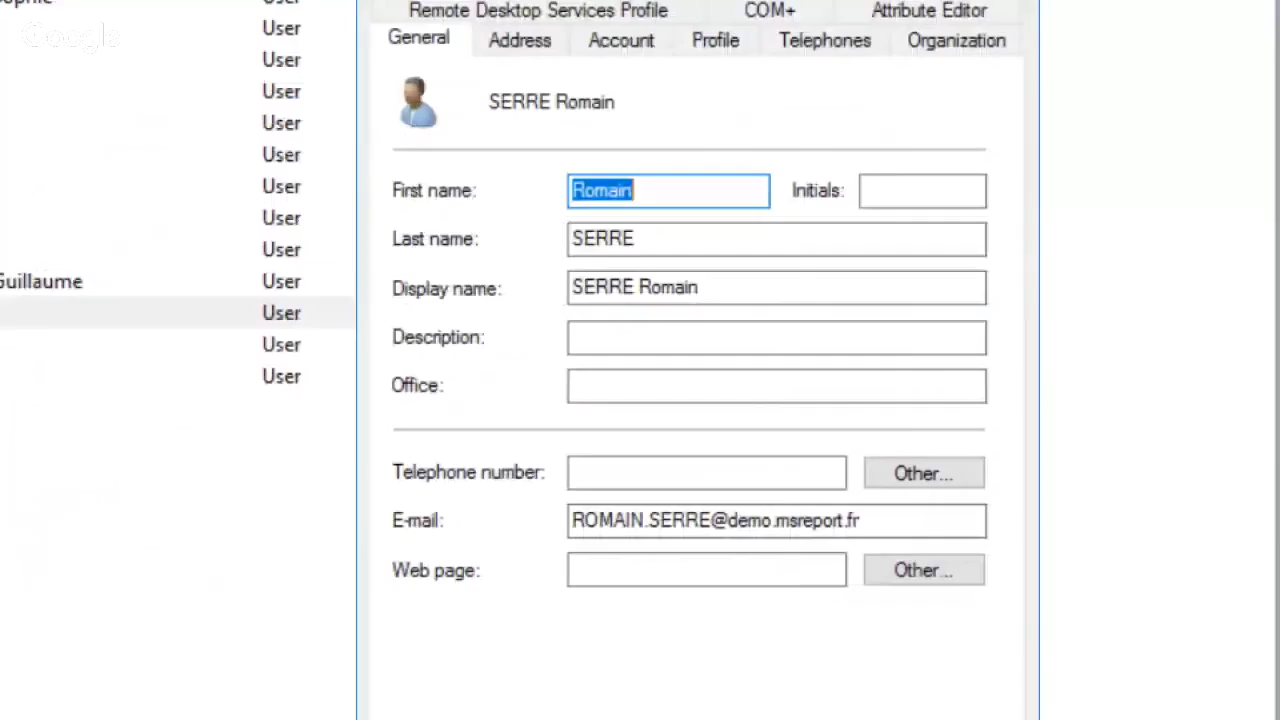 Google
User
User
User
User
User
User
User
User
Guillaume User
User
User
User
Remote Desktop Services Profile COM+ Attribute Editor
General Address Account Profile Telephones Organization
SERRE Romain
First name: Romain Initials:
Last name: SERRE
Display name: SERRE Romain
Description:
Office:
Telephone number: Other...
E-mail: ROMAIN.SERRE@demo.msreport.fr
Web page: Other...